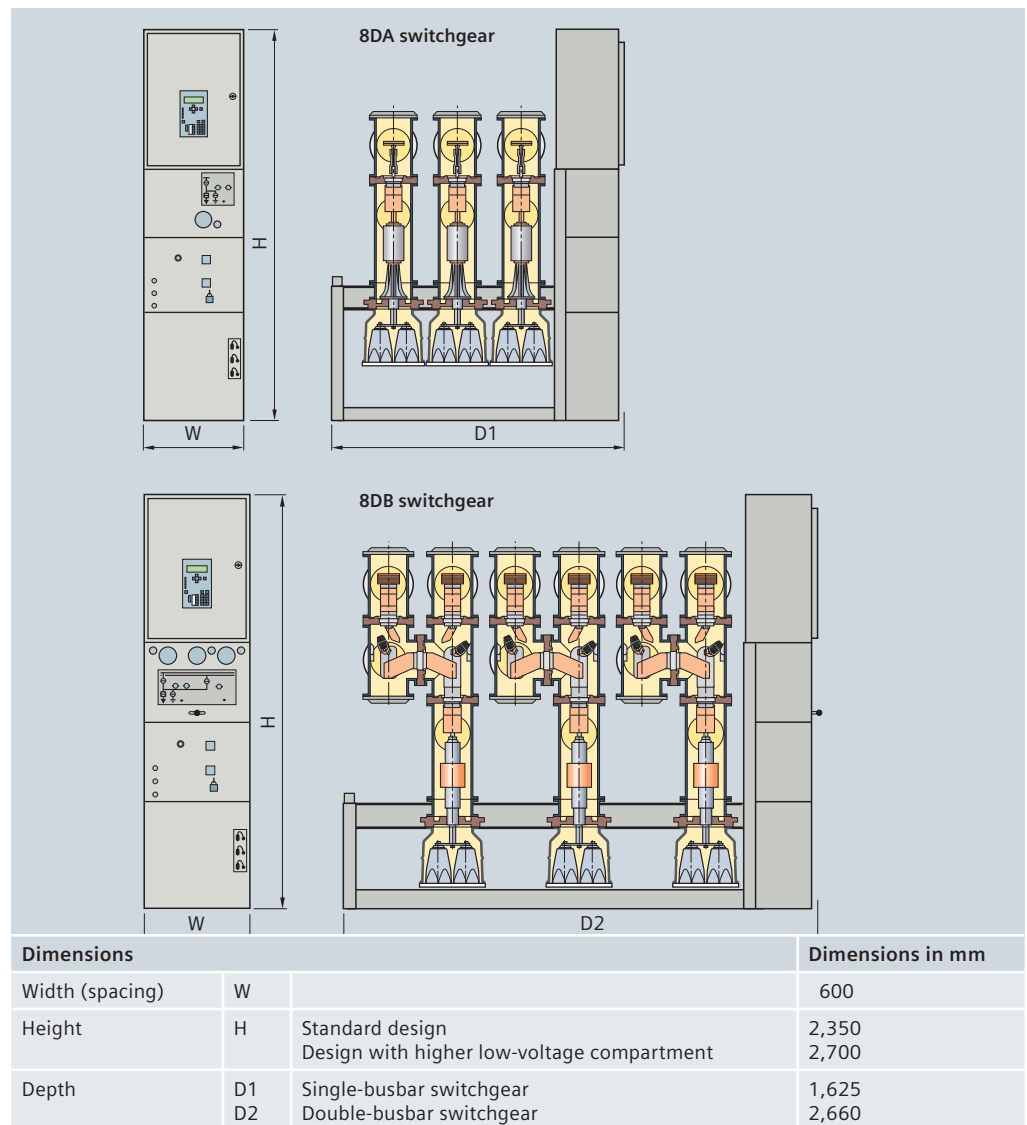 8DA switchgear
H
W
D1
8DB switchgear
H
W
D2
Dimensions Dimensions in mm
Width (spacing) W 600
Height H Standard design 2,350
Design with higher low-voltage compartment 2,700
Depth D1 Single-busbar switchgear 1,625
D2 Double-busbar switchgear 2,660